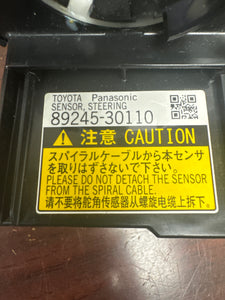 TOYOTA Panasonic
SENSOR, STEERING
89245-30110
注意 CAUTION
スパイラルケーブルから本センサ
を取りはずさないで下さい。
PLEASE DO NOT DETACH THE SENSOR
FROM THE SPIRAL CABLE.
请不要将舵角传感器从螺旋电缆上拆下。